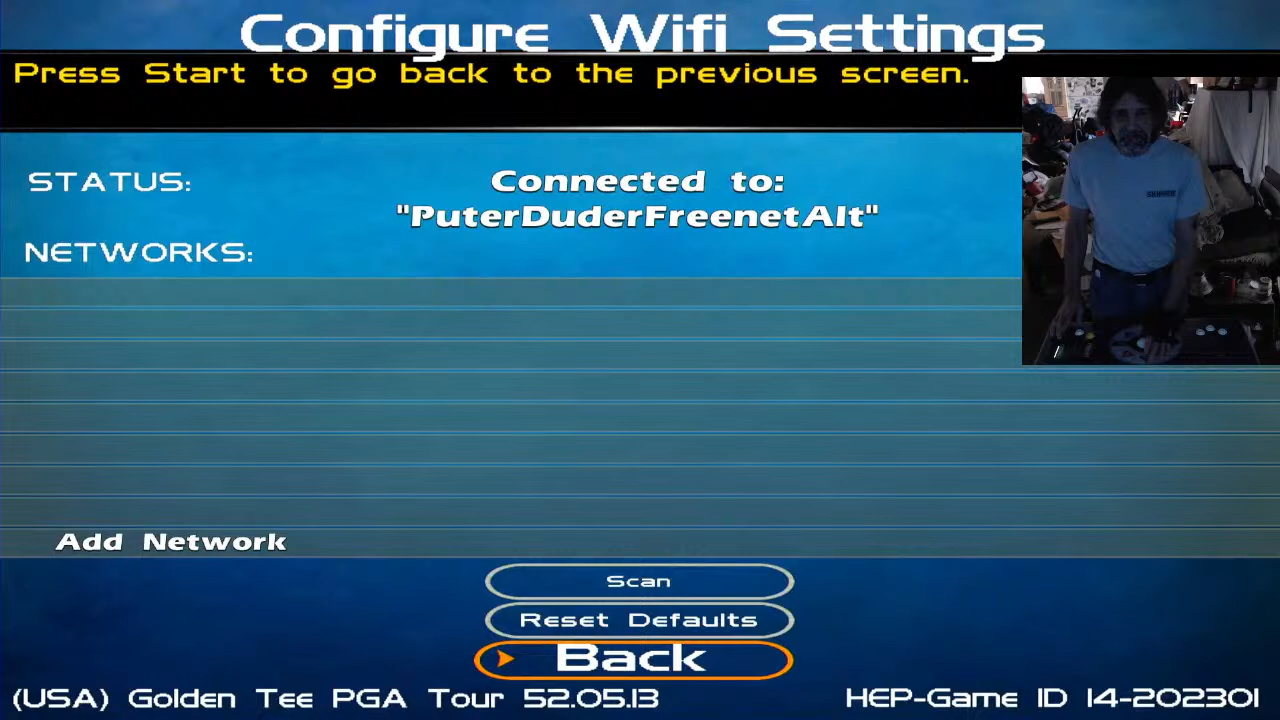 Configure Wifi Settings
Press Start to go back to the previous screen.
STATUS:
Connected to:
"PuterDuderFreenetAlt"
NETWORKS:
Add Network
Scan
Reset Defaults
Back
(USA) Golden Tee PGA Tour 52.05.13
HEP-Game ID 14-202301